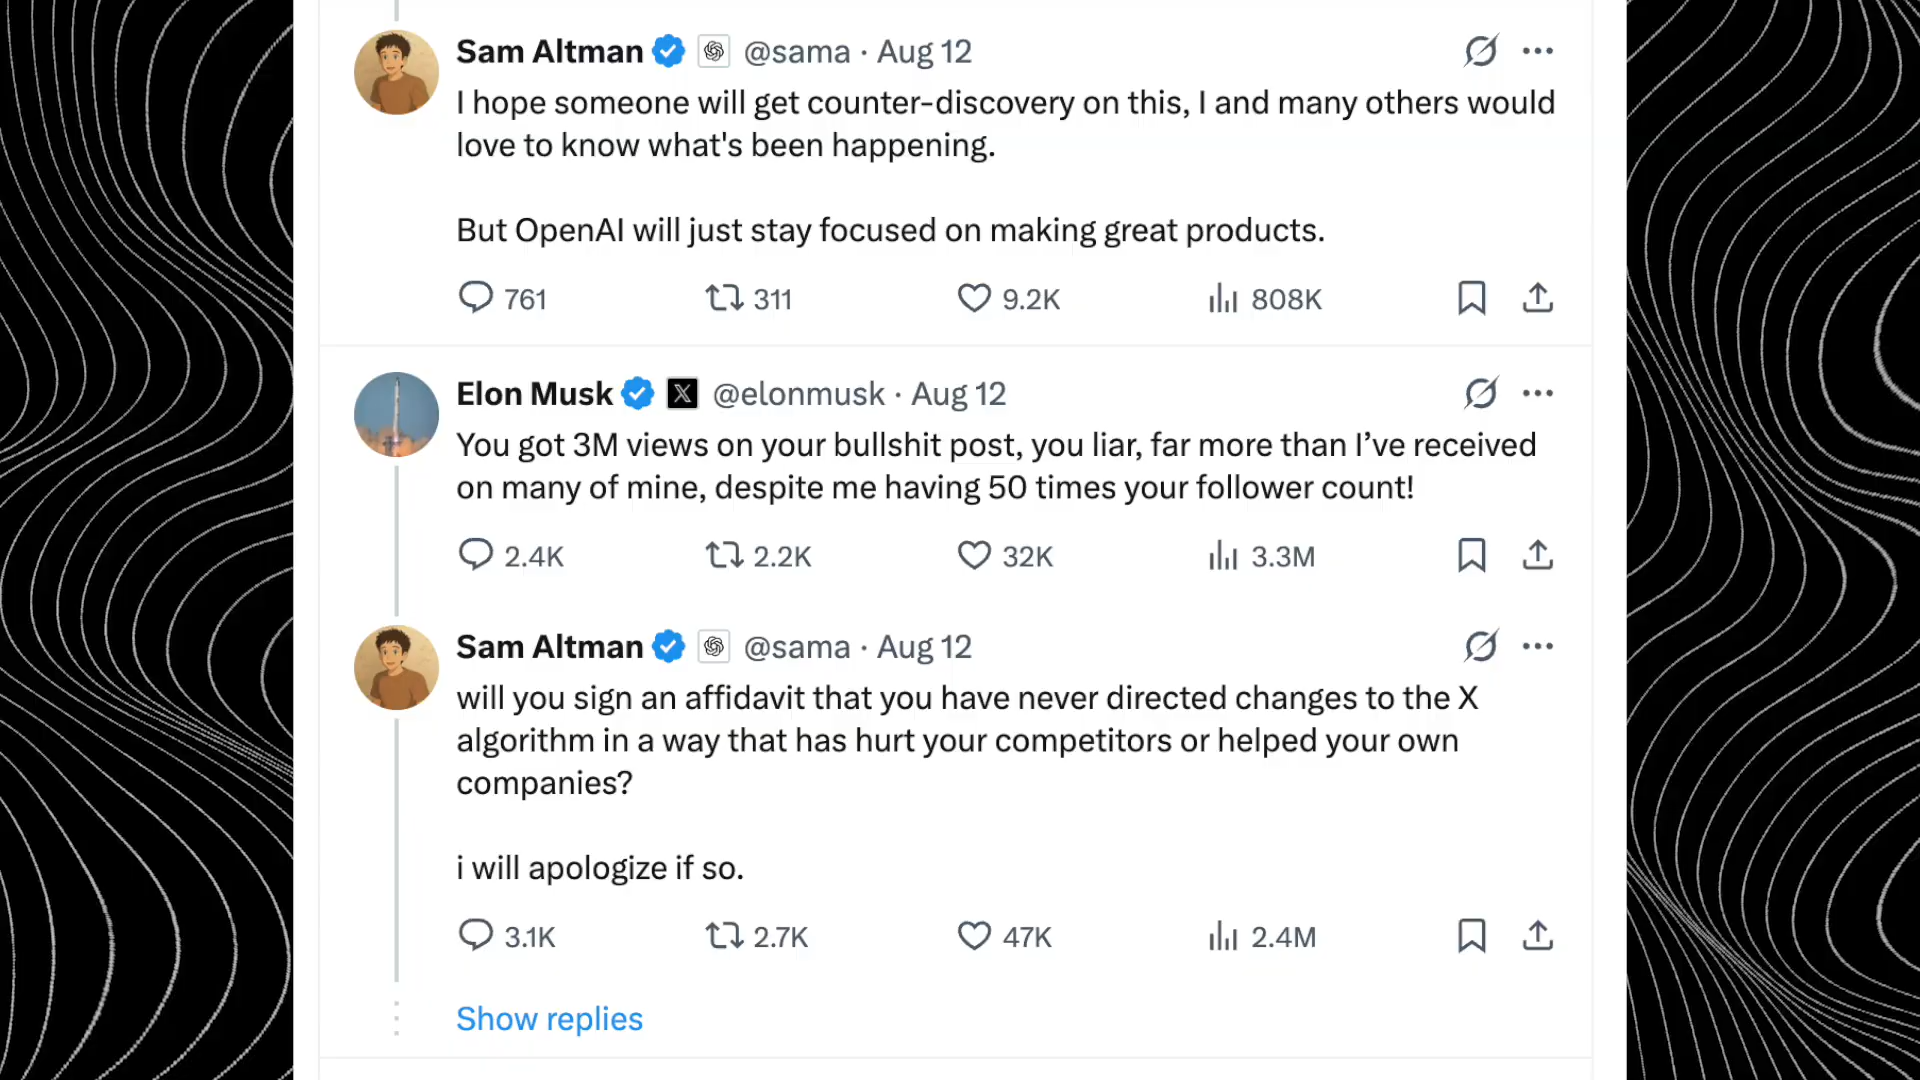 Sam Altman @sama · Aug 12
I hope someone will get counter-discovery on this, I and many others would
love to know what's been happening.
But OpenAI will just stay focused on making great products.
761 311 9.2K 808K
Elon Musk X @elonmusk · Aug 12
You got 3M views on your bullshit post, you liar, far more than I’ve received
on many of mine, despite me having 50 times your follower count!
2.4K 2.2K 32K 3.3M
Sam Altman @sama · Aug 12
will you sign an affidavit that you have never directed changes to the X
algorithm in a way that has hurt your competitors or helped your own
companies?
i will apologize if so.
3.1K 2.7K 47K 2.4M
Show replies